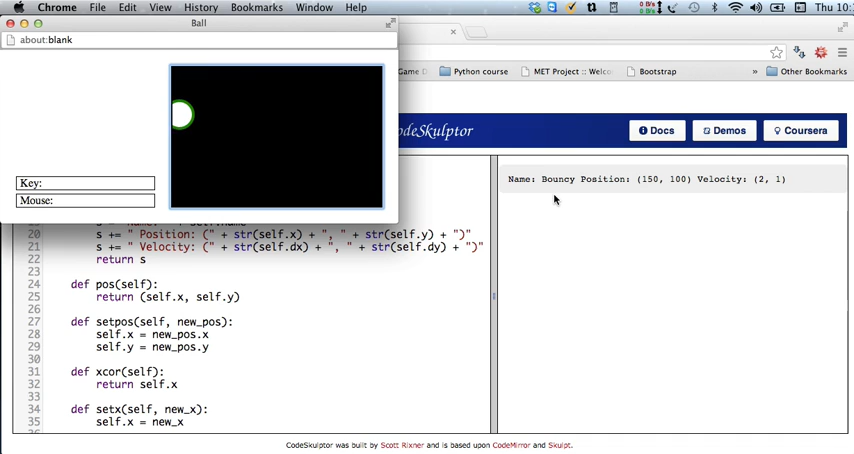 Chrome File Edit View History Bookmarks Window Help
Thu 10:
Ball
about:blank
Game D Python course MET Project :: Welco Bootstrap » Other Bookmarks
Key:
Mouse:
deSkulptor
Docs Demos Coursera
Name: Bouncy Position: (150, 100) Velocity: (2, 1)
20 s += " Position: (" + str(self.x) + ", " + str(self.y) + ")"
21 s += " Velocity: (" + str(self.dx) + ", " + str(self.dy) + ")"
22 return s
23
24 def pos(self):
25 return (self.x, self.y)
26
27 def setpos(self, new_pos):
28 self.x = new_pos.x
29 self.y = new_pos.y
30
31 def xcor(self):
32 return self.x
33
34 def setx(self, new_x):
35 self.x = new_x
CodeSkulptor was built by Scott Rixner and is based upon CodeMirror and Skulpt.